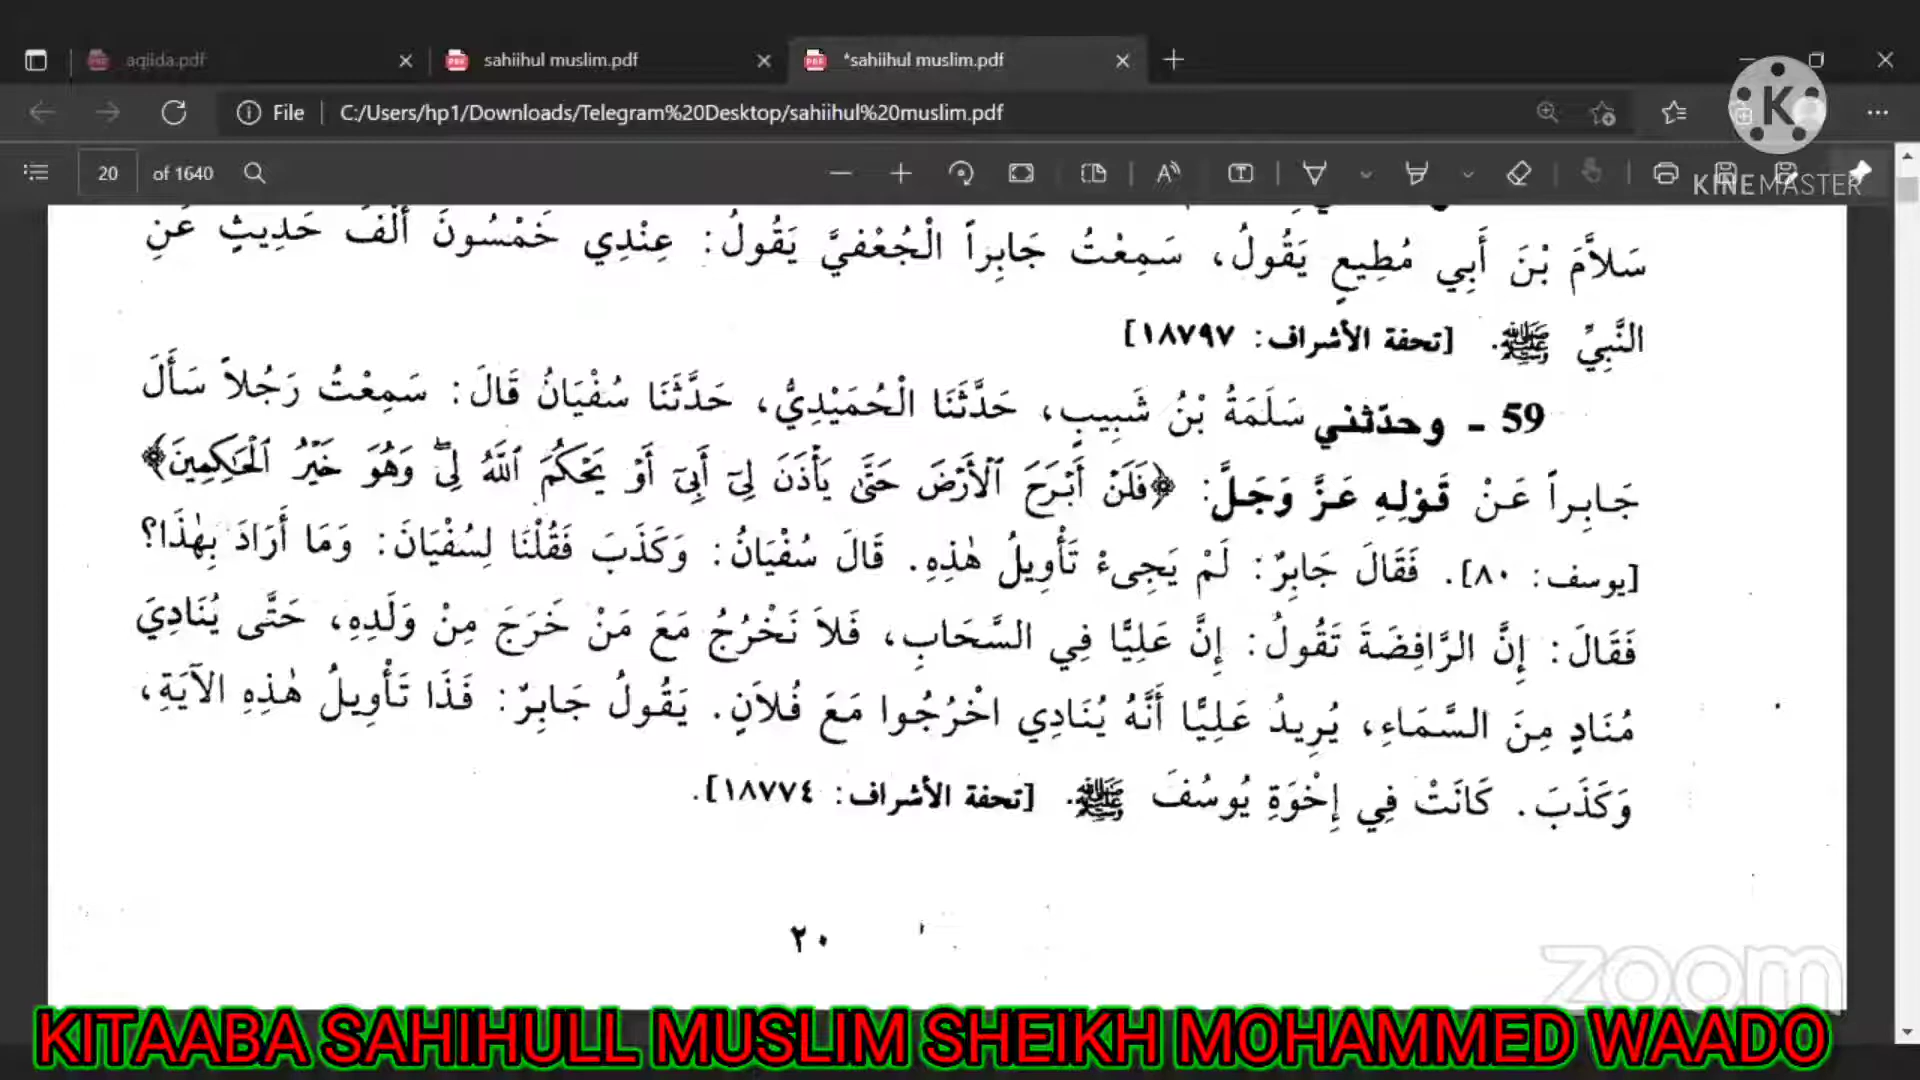 aqiida.pdf
sahiihul muslim.pdf
*sahiihul muslim.pdf
File
C:/Users/hp1/Downloads/Telegram%20Desktop/sahiihul%20muslim.pdf
K
20 of 1640
KINEMASTER
سَلاَّمَ بْنَ أَبِي مُطِيعٍ يَقُولُ، سَمِعْتُ جَابِراً الْجُعْفيَّ يَقُولُ: عِنْدِي خَمْسُونَ أَلْفَ حَدِيثٍ عَنِ
النَّبِيِّ ﷺ. [تحفة الأشراف: ١٨٧٩٧]
59 - وحدّثني سَلَمَةُ بْنُ شَبِيبٍ، حَدَّثَنَا الْحُمَيْدِيُّ، حَدَّثَنَا سُفْيَانُ قَالَ: سَمِعْتُ رَجُلاً سَأَلَ
جَابِراً عَنْ قَوْلِهِ عَزَّ وَجَلَّ: ﴿فَلَنْ أَبْرَحَ ٱلْأَرْضَ حَتَّىٰ يَأْذَنَ لِىٓ أَبِىٓ أَوْ يَحْكُمَ ٱللَّهُ لِىۖ وَهُوَ خَيْرُ ٱلْحَٰكِمِينَ﴾
[يوسف: ٨٠]. فَقَالَ جَابِرٌ: لَمْ يَجِىءْ تَأْوِيلُ هٰذِهِ. قَالَ سُفْيَانُ: وَكَذَبَ فَقُلْنَا لِسُفْيَانَ: وَمَا أَرَادَ بِهٰذَا؟
فَقَالَ: إِنَّ الرَّافِضَةَ تَقُولُ: إِنَّ عَلِيًّا فِي السَّحَابِ، فَلاَ نَخْرُجُ مَعَ مَنْ خَرَجَ مِنْ وَلَدِهِ، حَتَّى يُنَادِيَ
مُنَادٍ مِنَ السَّمَاءِ، يُرِيدُ عَلِيًّا أَنَّهُ يُنَادِي اخْرُجُوا مَعَ فُلاَنٍ. يَقُولُ جَابِرٌ: فَذَا تَأْوِيلُ هٰذِهِ الآيَةِ،
وَكَذَبَ. كَانَتْ فِي إِخْوَةِ يُوسُفَ ﷺ. [تحفة الأشراف: ١٨٧٧٤].
٢٠
zoom
KITAABA SAHIHULL MUSLIM SHEIKH MOHAMMED WAADO